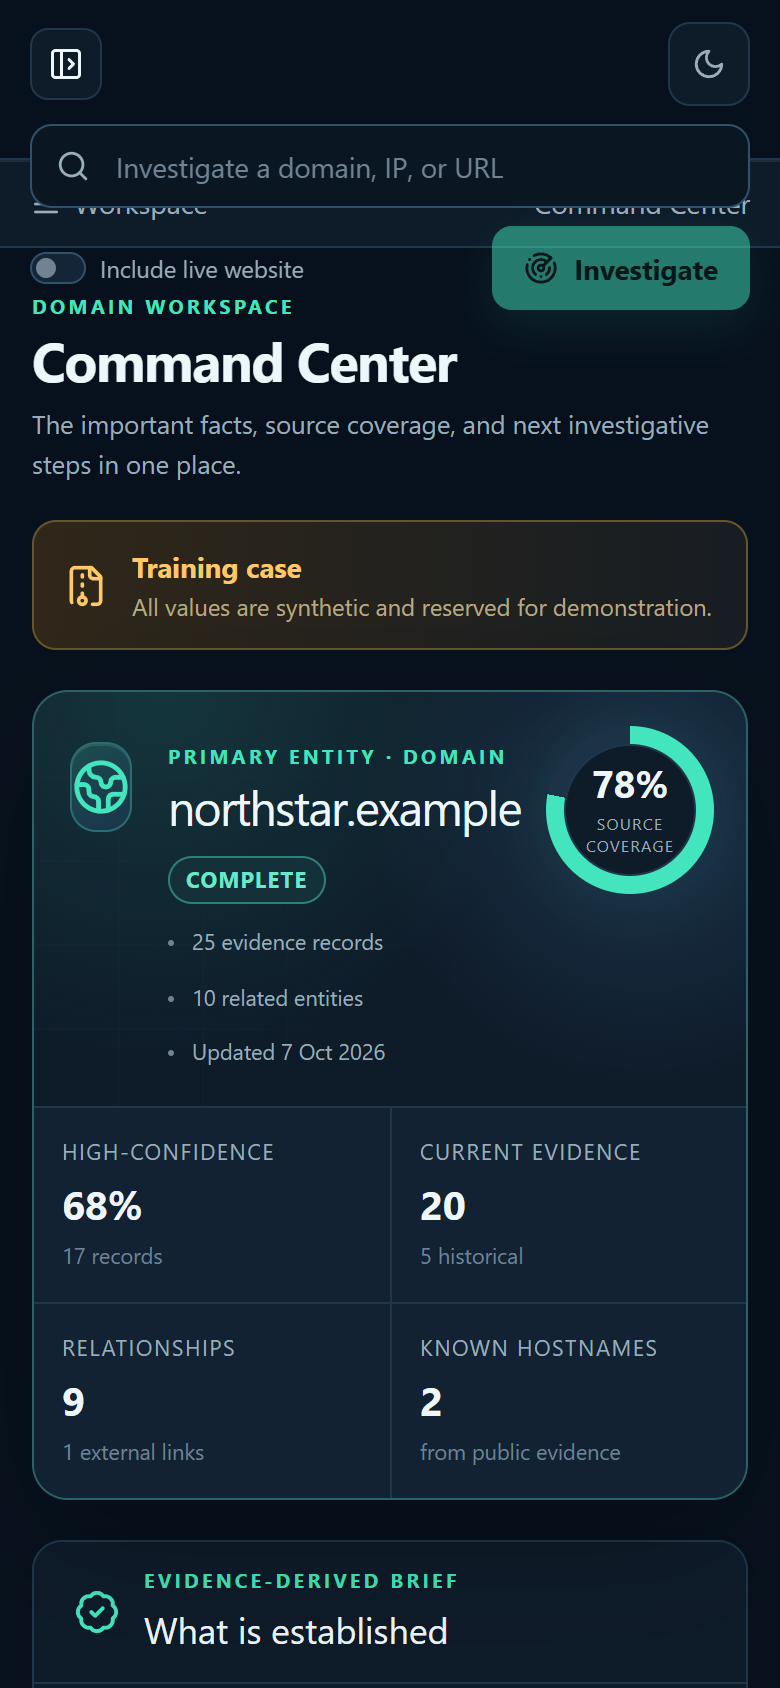 Investigate a domain, IP, or URL
Workspace
Command Center
Include live website
Investigate
DOMAIN WORKSPACE
Command Center
The important facts, source coverage, and next investigative
steps in one place.
Training case
All values are synthetic and reserved for demonstration.
PRIMARY ENTITY · DOMAIN
northstar.example
78%
SOURCE
COVERAGE
COMPLETE
• 25 evidence records
• 10 related entities
• Updated 7 Oct 2026
HIGH-CONFIDENCE
68%
17 records
CURRENT EVIDENCE
20
5 historical
RELATIONSHIPS
9
1 external links
KNOWN HOSTNAMES
2
from public evidence
EVIDENCE-DERIVED BRIEF
What is established